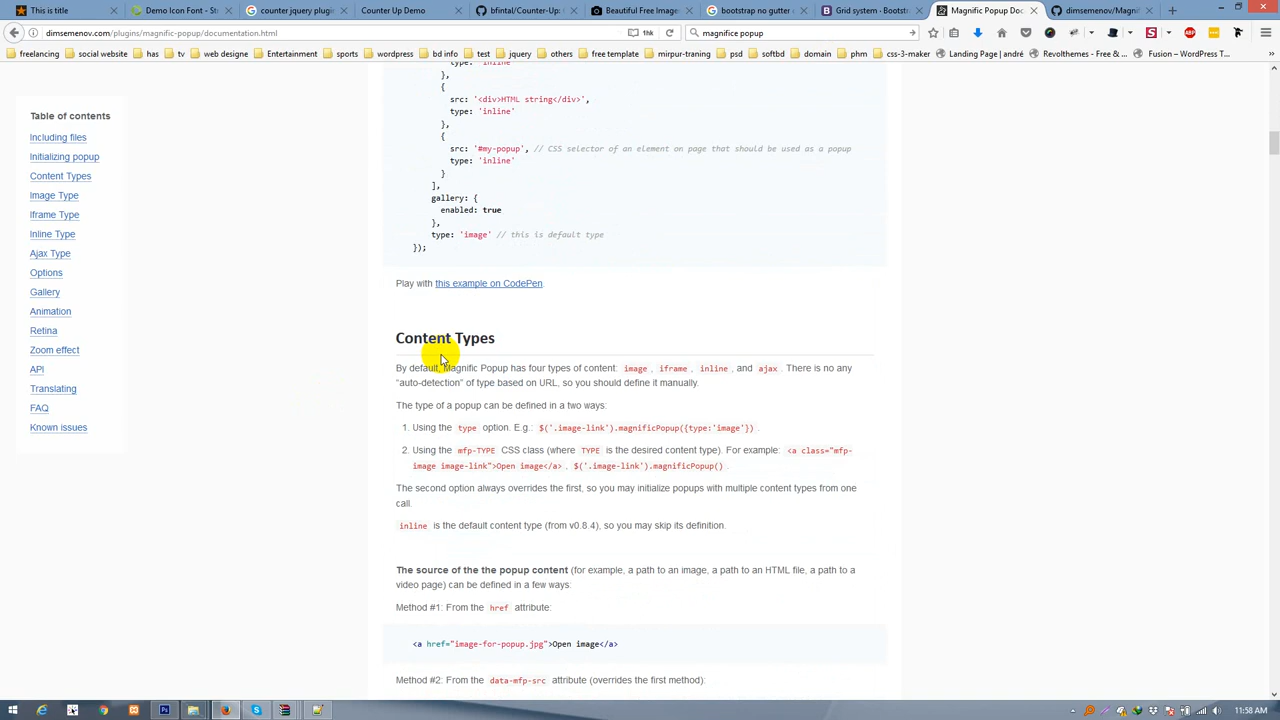 This is title
Demo Icon Font - Str
counter jquery plugin
Counter Up Demo
bfintal/Counter-Up:
Beautiful Free Image
bootstrap no gutter
Grid system · Bootst
Magnific Popup Doc
dimsemenov/Magni
dimsemenov.com/plugins/magnific-popup/documentation.html
thk
magnifice popup
freelancing
social website
has
tv
web designe
Entertainment
sports
wordpress
bd info
test
jquery
others
free template
mirpur-traning
psd
softbd
domain
phm
css-3-maker
Landing Page | andré
Revolthemes - Free &...
Fusion – WordPress T...
Table of contents
Including files
Initializing popup
Content Types
Image Type
Iframe Type
Inline Type
Ajax Type
Options
Gallery
Animation
Retina
Zoom effect
API
Translating
FAQ
Known issues
type: 'inline'
},
{
src: '<div>HTML string</div>',
type: 'inline'
},
{
src: '#my-popup', // CSS selector of an element on page that should be used as a popup
type: 'inline'
}
],
gallery: {
enabled: true
},
type: 'image' // this is default type
});
Play with this example on CodePen.
Content Types
By default, Magnific Popup has four types of content: image, iframe, inline, and ajax. There is no any
“auto-detection” of type based on URL, so you should define it manually.
The type of a popup can be defined in a two ways:
1. Using the type option. E.g.: $('.image-link').magnificPopup({type:'image'}).
2. Using the mfp-TYPE CSS class (where TYPE is the desired content type). For example: <a class="mfp-
image image-link">Open image</a>, $('.image-link').magnificPopup().
The second option always overrides the first, so you may initialize popups with multiple content types from one
call.
inline is the default content type (from v0.8.4), so you may skip its definition.
The source of the the popup content (for example, a path to an image, a path to an HTML file, a path to a
video page) can be defined in a few ways:
Method #1: From the href attribute:
<a href="image-for-popup.jpg">Open image</a>
Method #2: From the data-mfp-src attribute (overrides the first method):
11:58 AM